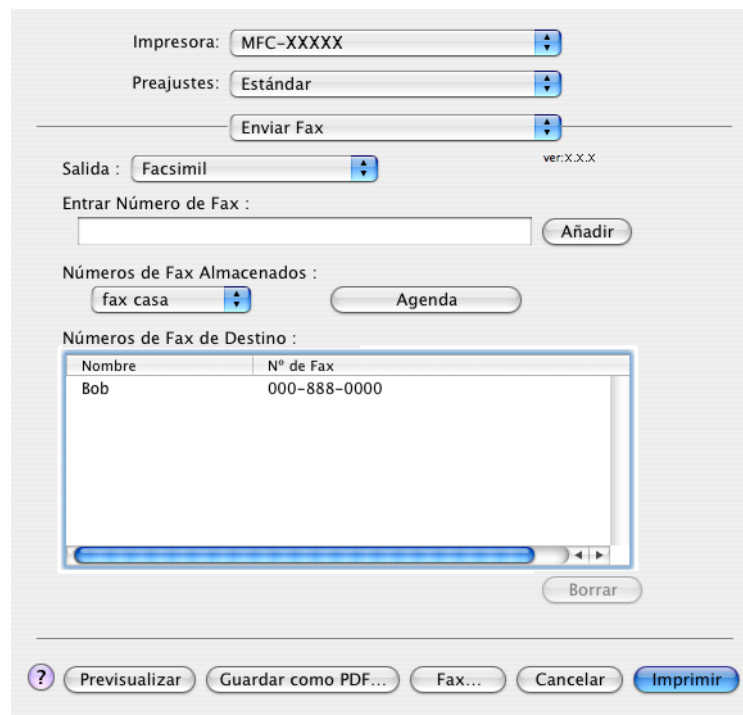 Impresora: MFC-XXXXX
Preajustes: Estándar
Enviar Fax
ver:X.X.X
Salida : Facsimil
Entrar Número de Fax :
Añadir
Números de Fax Almacenados :
fax casa Agenda
Números de Fax de Destino :
Nombre Nº de Fax
Bob 000-888-0000
Borrar
? Previsualizar Guardar como PDF... Fax... Cancelar Imprimir